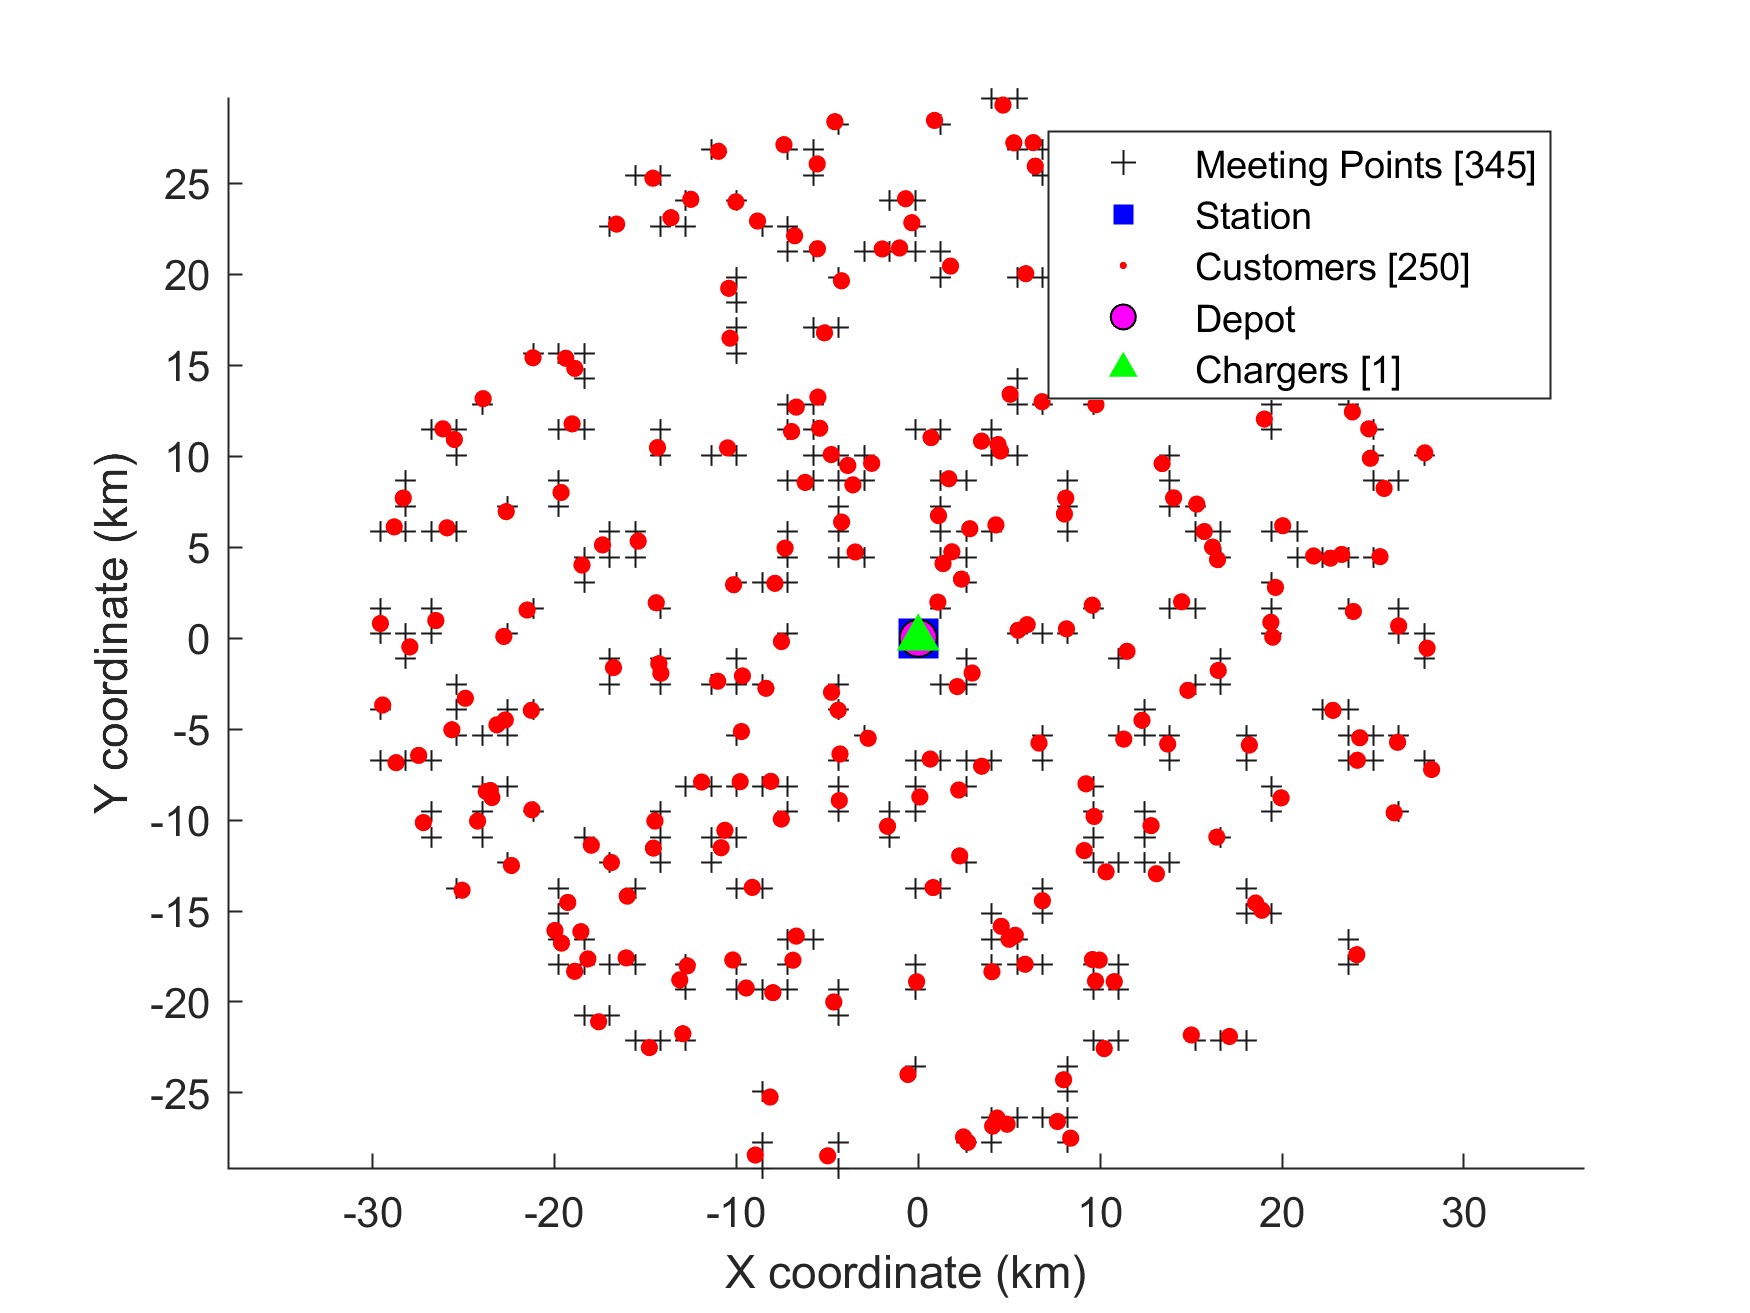 25
20
15
10
5
0
-5
-10
-15
-20
-25
Y coordinate (km)
Meeting Points [345]
Station
Customers [250]
Depot
Chargers [1]
-30 -20 -10 0 10 20 30
X coordinate (km)